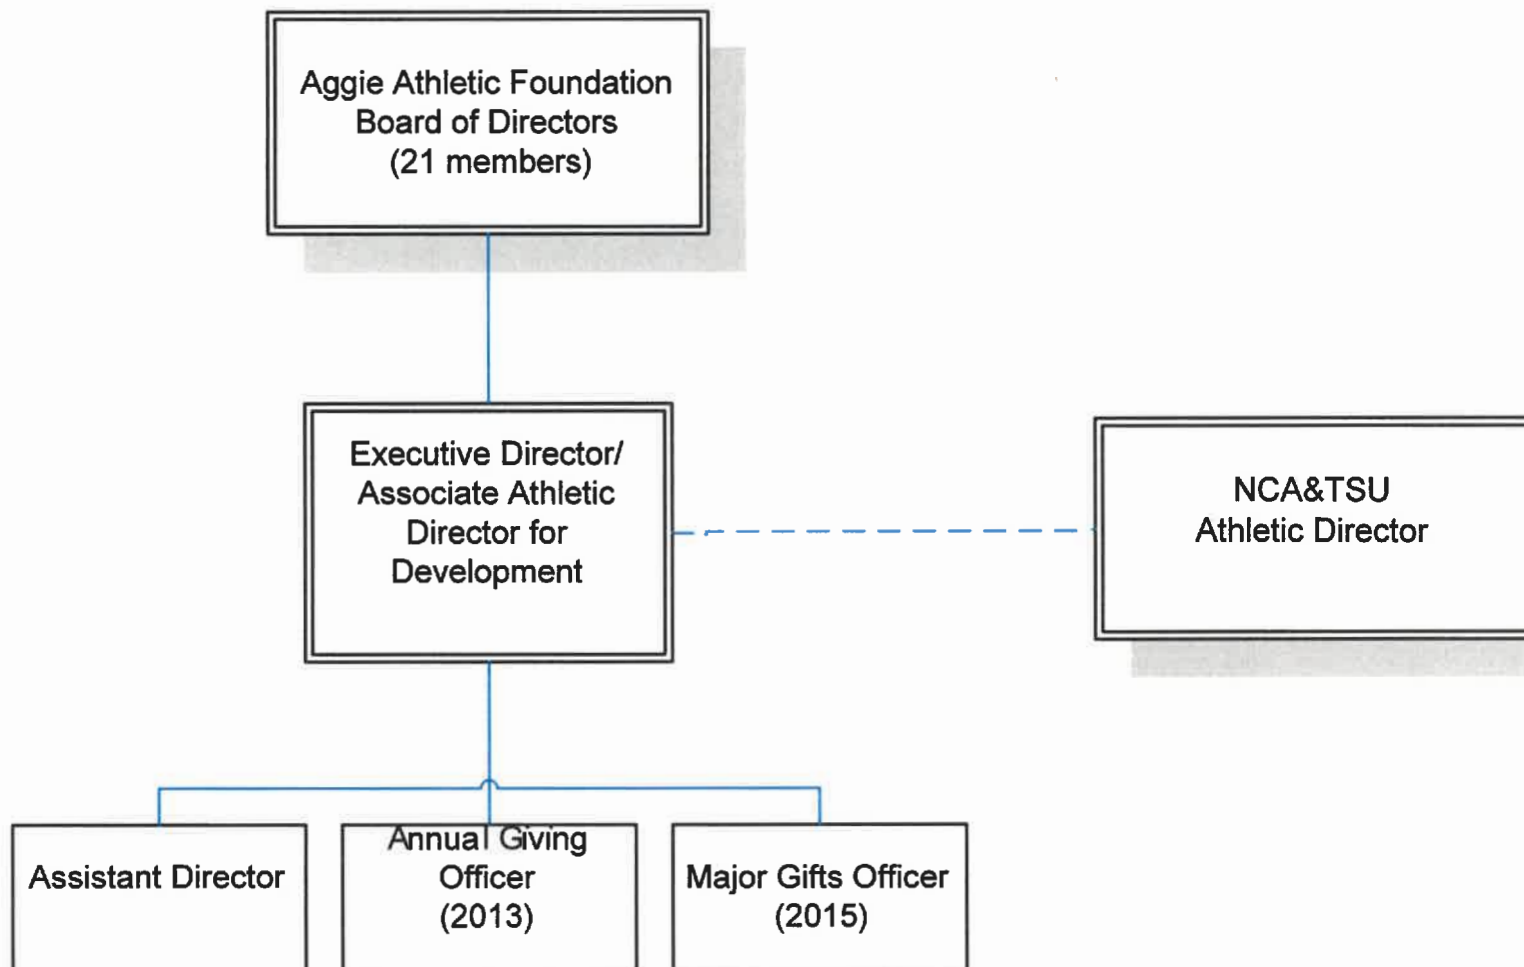 Aggie Athletic Foundation
Board of Directors
(21 members)
Executive Director/
Associate Athletic
Director for
Development
NCA&TSU
Athletic Director
Assistant Director
Annual Giving
Officer
(2013)
Major Gifts Officer
(2015)